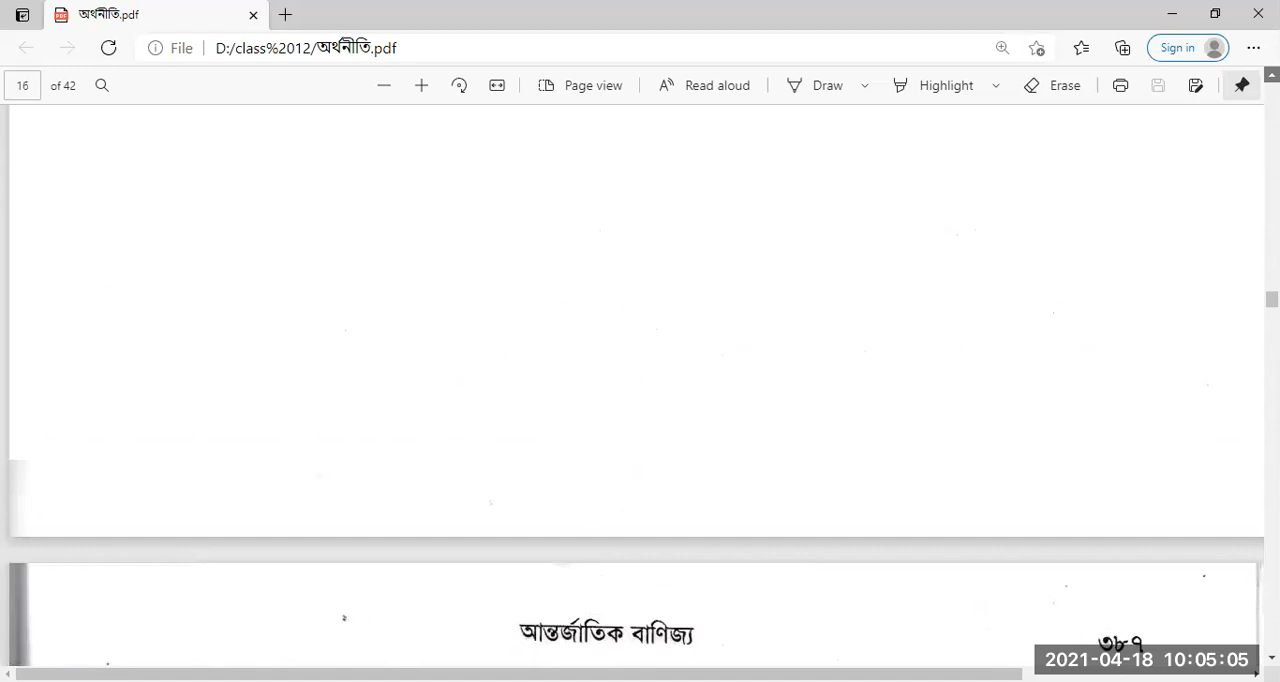 অর্থনীতি.pdf
File D:/class%2012/অর্থনীতি.pdf
Sign in
16 of 42
Page view
Read aloud
Draw
Highlight
Erase
আন্তর্জাতিক বাণিজ্য
৩৮৭
2021-04-18 10:05:05